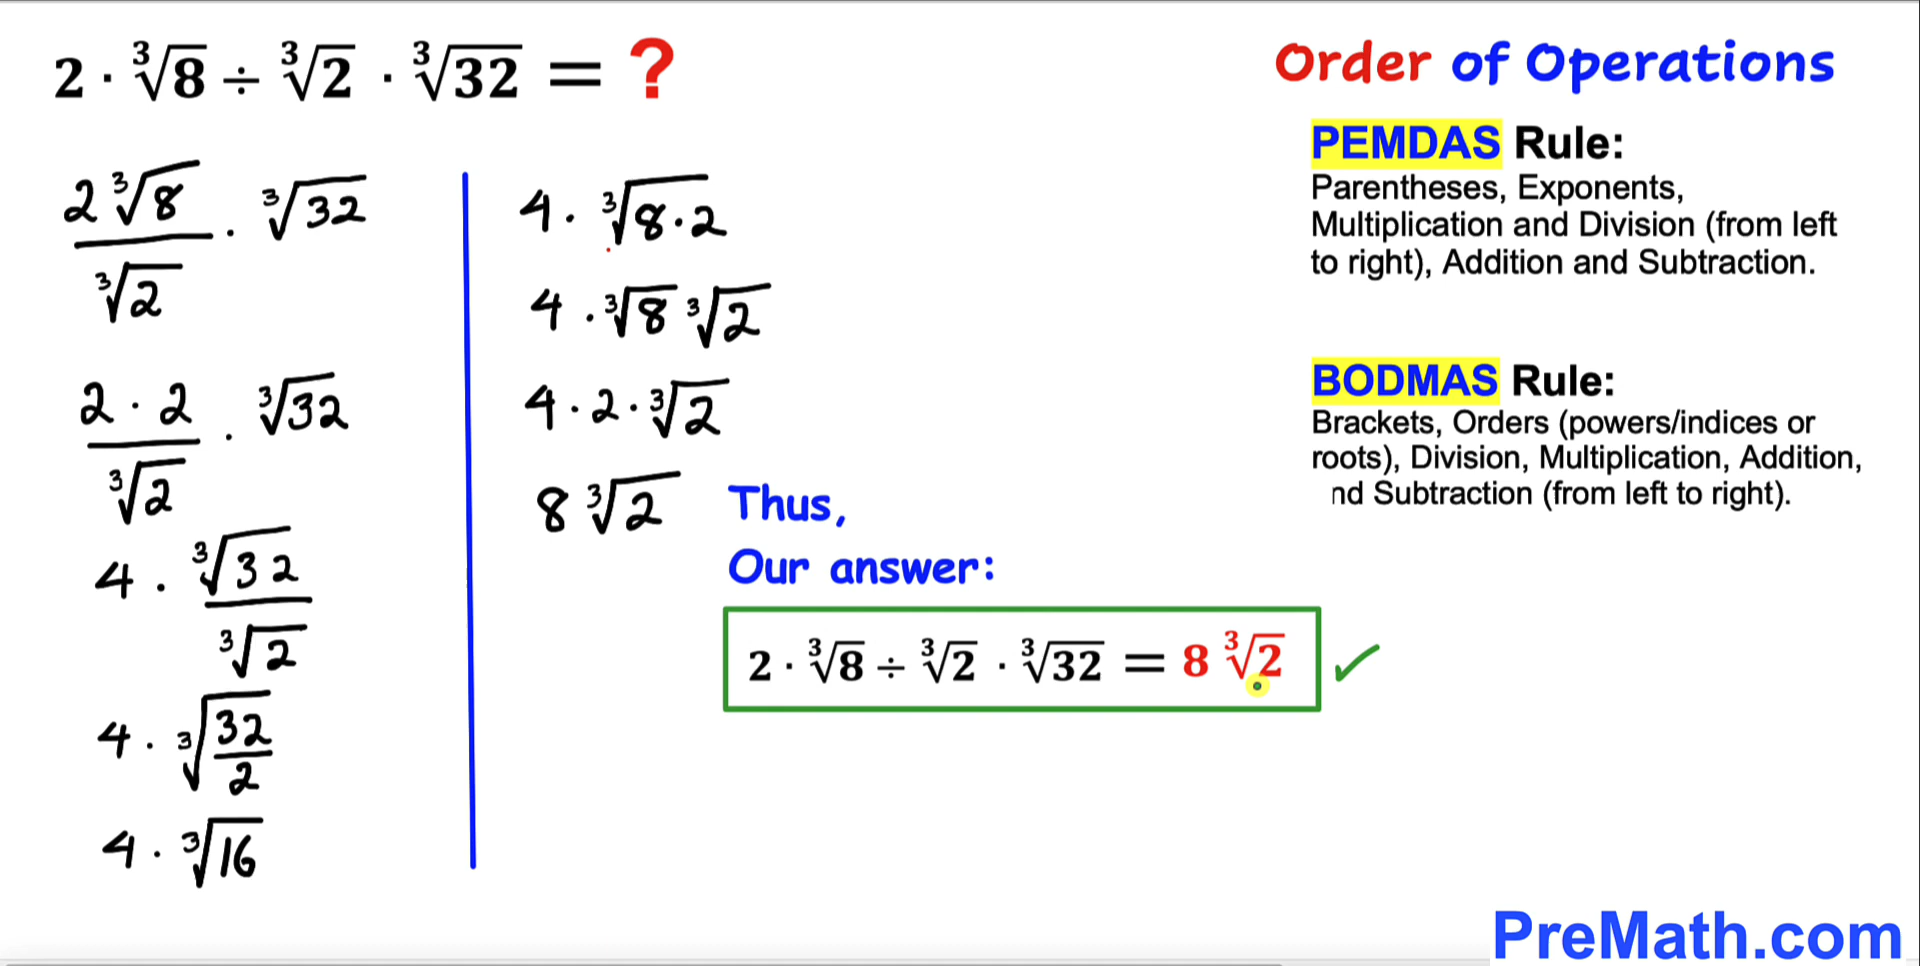 2 · ∛8 ÷ ∛2 · ∛32 = ?
2∛8 / ∛2 · ∛32
2 · 2 / ∛2 · ∛32
4 · ∛32 / ∛2
4 · ∛(32/2)
4 · ∛16
4 · ∛(8·2)
4 · ∛8 ∛2
4 · 2 · ∛2
8 ∛2
Thus,
Our answer:
2 · ∛8 ÷ ∛2 · ∛32 = 8 ∛2 ✓
Order of Operations
PEMDAS Rule:
Parentheses, Exponents,
Multiplication and Division (from left
to right), Addition and Subtraction.
BODMAS Rule:
Brackets, Orders (powers/indices or
roots), Division, Multiplication, Addition,
nd Subtraction (from left to right).
PreMath.com